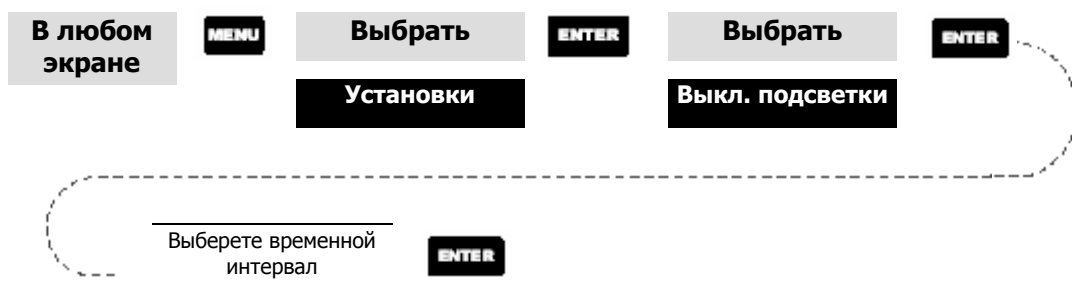 В любом
экране
MENU
Выбрать
Установки
ENTER
Выбрать
Выкл. подсветки
ENTER
Выберете временной
интервал
ENTER